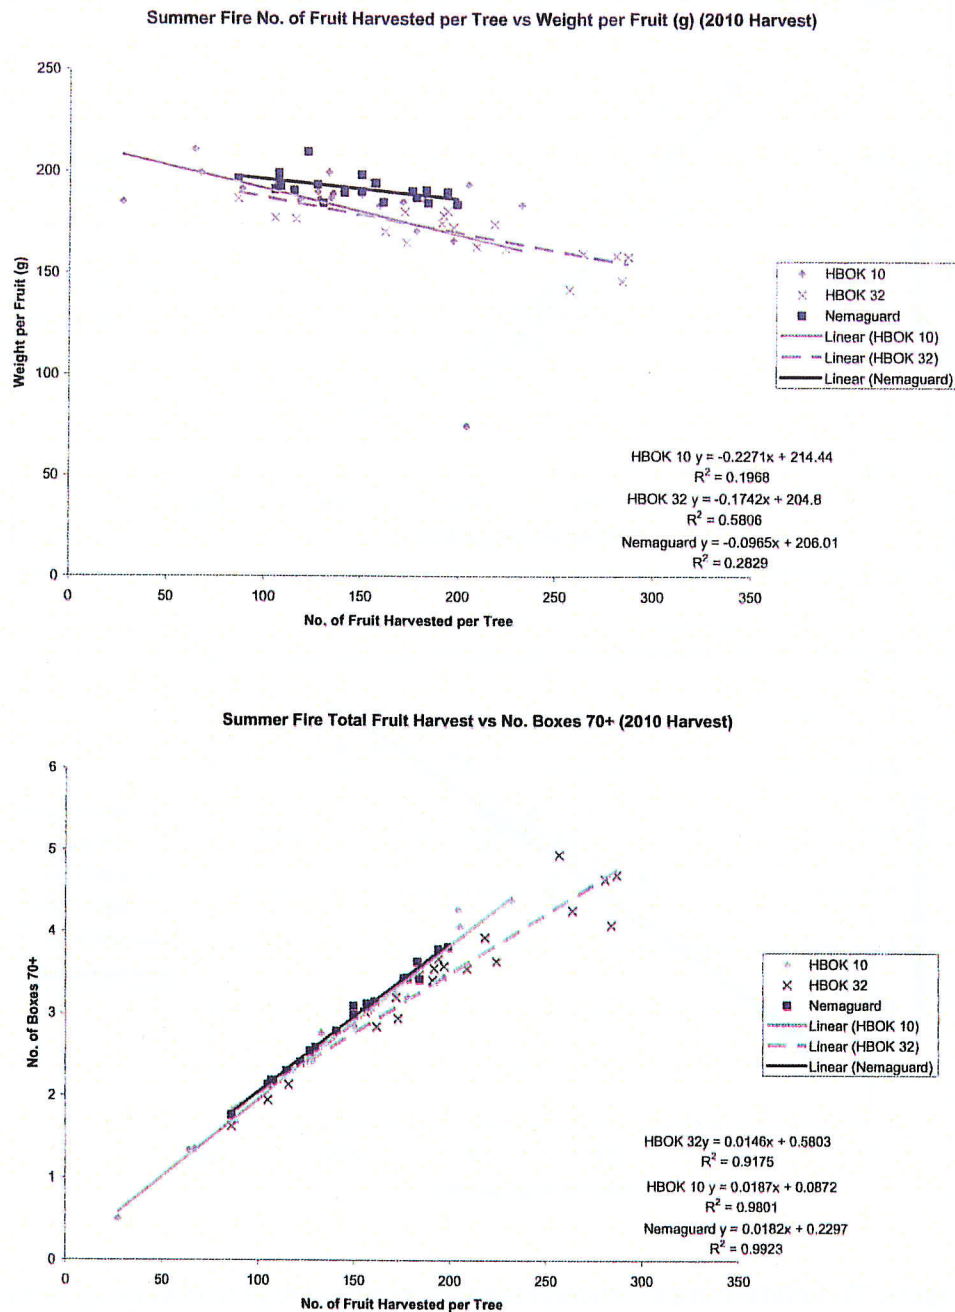 Summer Fire No. of Fruit Harvested per Tree vs Weight per Fruit (g) (2010 Harvest)
250
200
150
100
50
0
Weight per Fruit (g)
0 50 100 150 200 250 300 350
No. of Fruit Harvested per Tree
HBOK 10
HBOK 32
Nemaguard
Linear (HBOK 10)
Linear (HBOK 32)
Linear (Nemaguard)
HBOK 10 y = -0.2271x + 214.44
R² = 0.1968
HBOK 32 y = -0.1742x + 204.8
R² = 0.5806
Nemaguard y = -0.0965x + 206.01
R² = 0.2829
Summer Fire Total Fruit Harvest vs No. Boxes 70+ (2010 Harvest)
6
5
4
3
2
1
0
No. of Boxes 70+
0 50 100 150 200 250 300 350
No. of Fruit Harvested per Tree
HBOK 10
HBOK 32
Nemaguard
Linear (HBOK 10)
Linear (HBOK 32)
Linear (Nemaguard)
HBOK 32y = 0.0146x + 0.5803
R² = 0.9175
HBOK 10 y = 0.0187x + 0.0872
R² = 0.9801
Nemaguard y = 0.0182x + 0.2297
R² = 0.9923